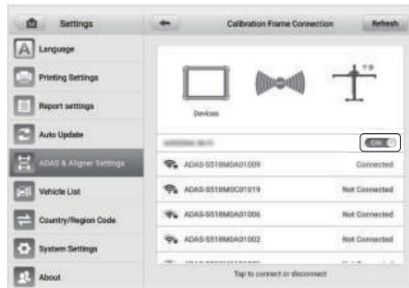 Settings
Calibration Frame Connection
Refresh
Language
Printing Settings
Report settings
Auto Update
ADAS & Aligner Settings
Vehicle List
Country/Region Code
System Settings
About
Devices
ON
ADAS-5518M0A01009 Connected
ADAS-5518M0C01019 Not Connected
ADAS-5518M0A01006 Not Connected
ADAS-5518M0A01002 Not Connected
Tap to connect or disconnect